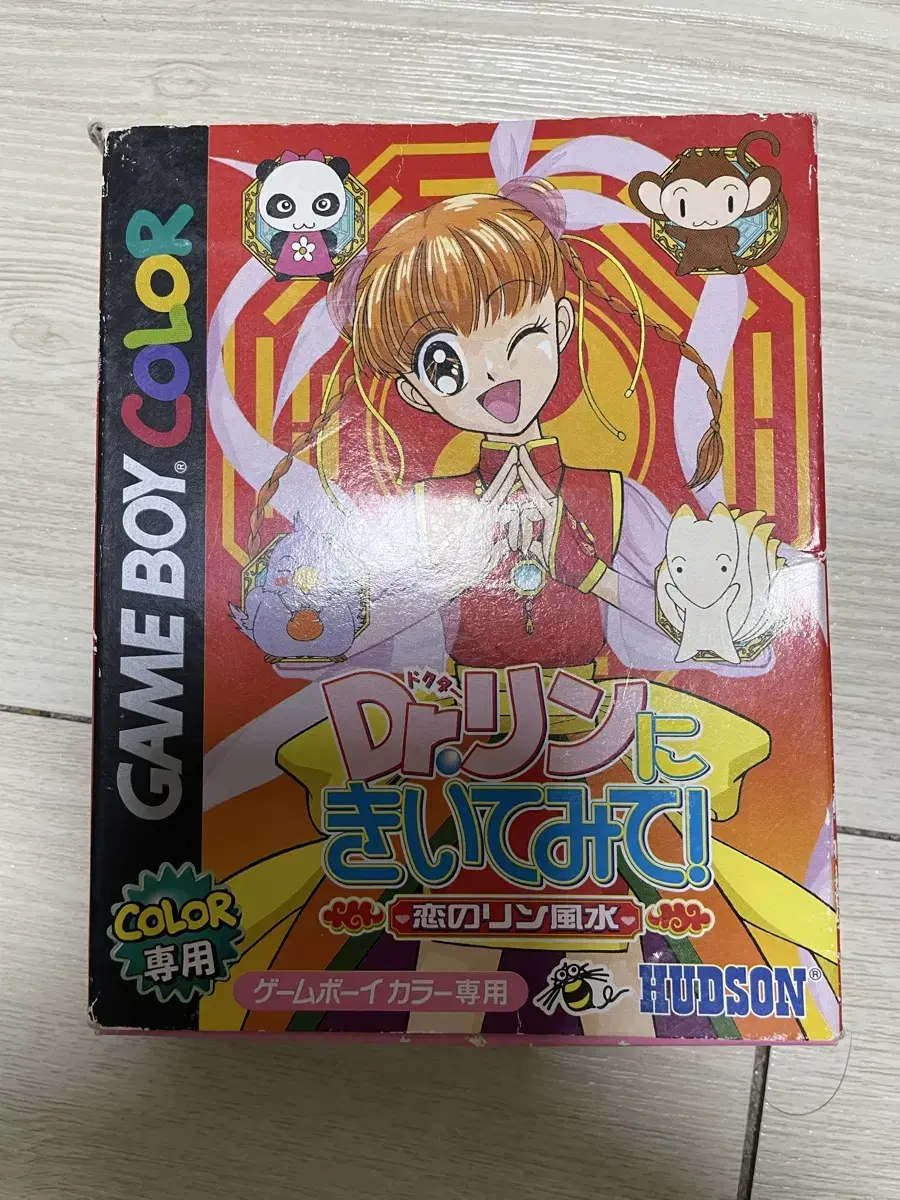 GAME BOY® COLOR
ドクター
Dr.リンに
きいてみて!
恋のリン風水
COLOR
専用
ゲームボーイカラー専用
HUDSON®